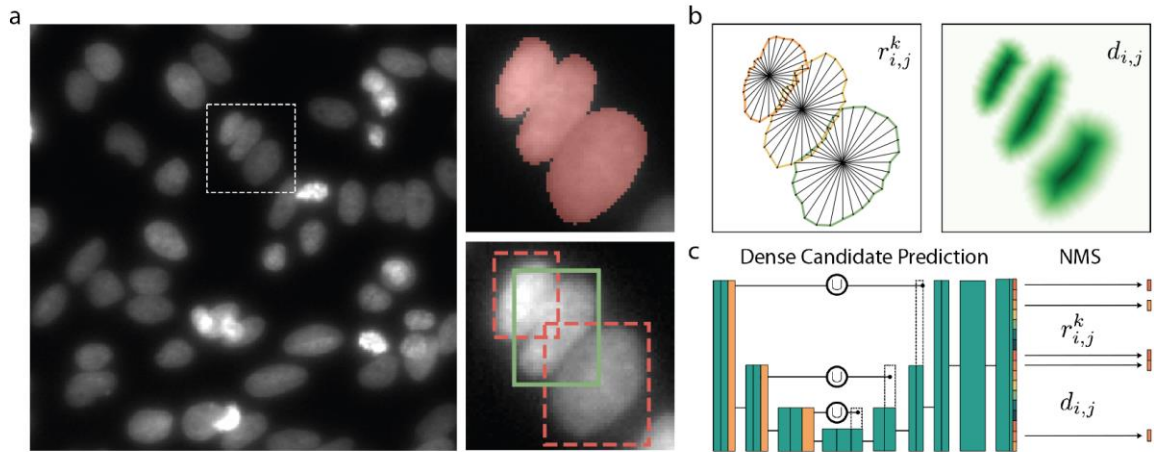 a
b
r^k_{i,j}
d_{i,j}
c
Dense Candidate Prediction
NMS
∪
∪
∪
r^k_{i,j}
d_{i,j}